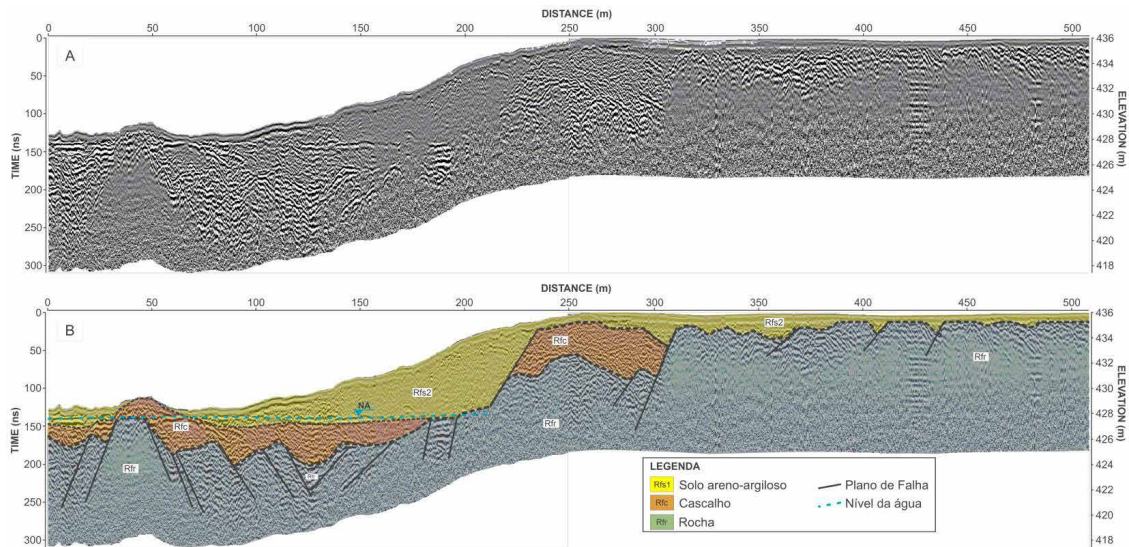 DISTANCE (m)
0 50 100 150 200 250 300 350 400 450 500
A
TIME (ns)
0
50
100
150
200
250
300
436
434
432
430
428
426
424
422
420
418
ELEVATION (m)
DISTANCE (m)
0 50 100 150 200 250 300 350 400 450 500
B
TIME (ns)
0
50
100
150
200
250
300
Rfs2
Rfc
Rfr
NA
Rfs2
Rfc
Rfr
Rfr
436
434
432
430
428
426
424
422
420
418
ELEVATION (m)
LEGENDA
Rfs1 Solo areno-argiloso
Rfc Cascalho
Rfr Rocha
Plano de Falha
Nível da água